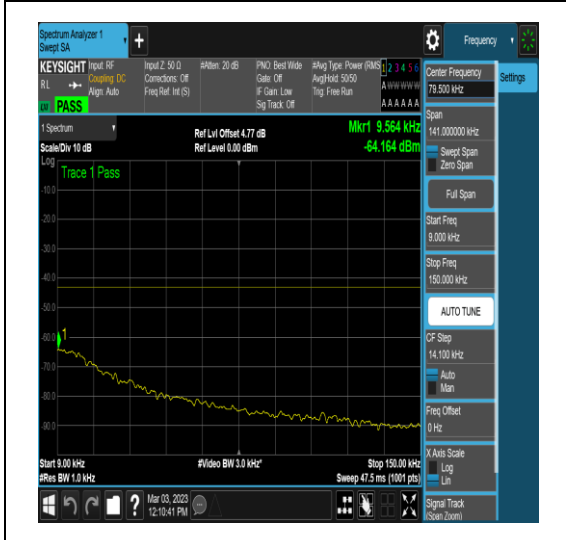 Spectrum Analyzer 1
Swept SA
+
Frequency
KEYSIGHT
Input: RF
Coupling: DC
Align: Auto
Input Z: 50 Ω
Corrections: Off
Freq Ref: Int (S)
#Atten: 20 dB
PNO: Best Wide
Gate: Off
IF Gain: Low
Sig Track: Off
#Avg Type: Power (RMS
Avg|Hold: 50/50
Trig: Free Run
1 2 3 4 5 6
A W W W W W
A A A A A A
RL
LXI
PASS
1 Spectrum
Scale/Div 10 dB
Ref Lvl Offset 4.77 dB
Ref Level 0.00 dBm
Mkr1 9.564 kHz
-64.164 dBm
Log
Trace 1 Pass
-10.0
-20.0
-30.0
-40.0
-50.0
-60.0
-70.0
-80.0
-90.0
1
Start 9.00 kHz
#Res BW 1.0 kHz
#Video BW 3.0 kHz*
Stop 150.00 kHz
Sweep 47.5 ms (1001 pts)
Mar 03, 2023
12:10:41 PM
?
Center Frequency
79.500 kHz
Settings
Span
141.000000 kHz
Swept Span
Zero Span
Full Span
Start Freq
9.000 kHz
Stop Freq
150.000 kHz
AUTO TUNE
CF Step
14.100 kHz
Auto
Man
Freq Offset
0 Hz
X Axis Scale
Log
Lin
Signal Track
(Span Zoom)